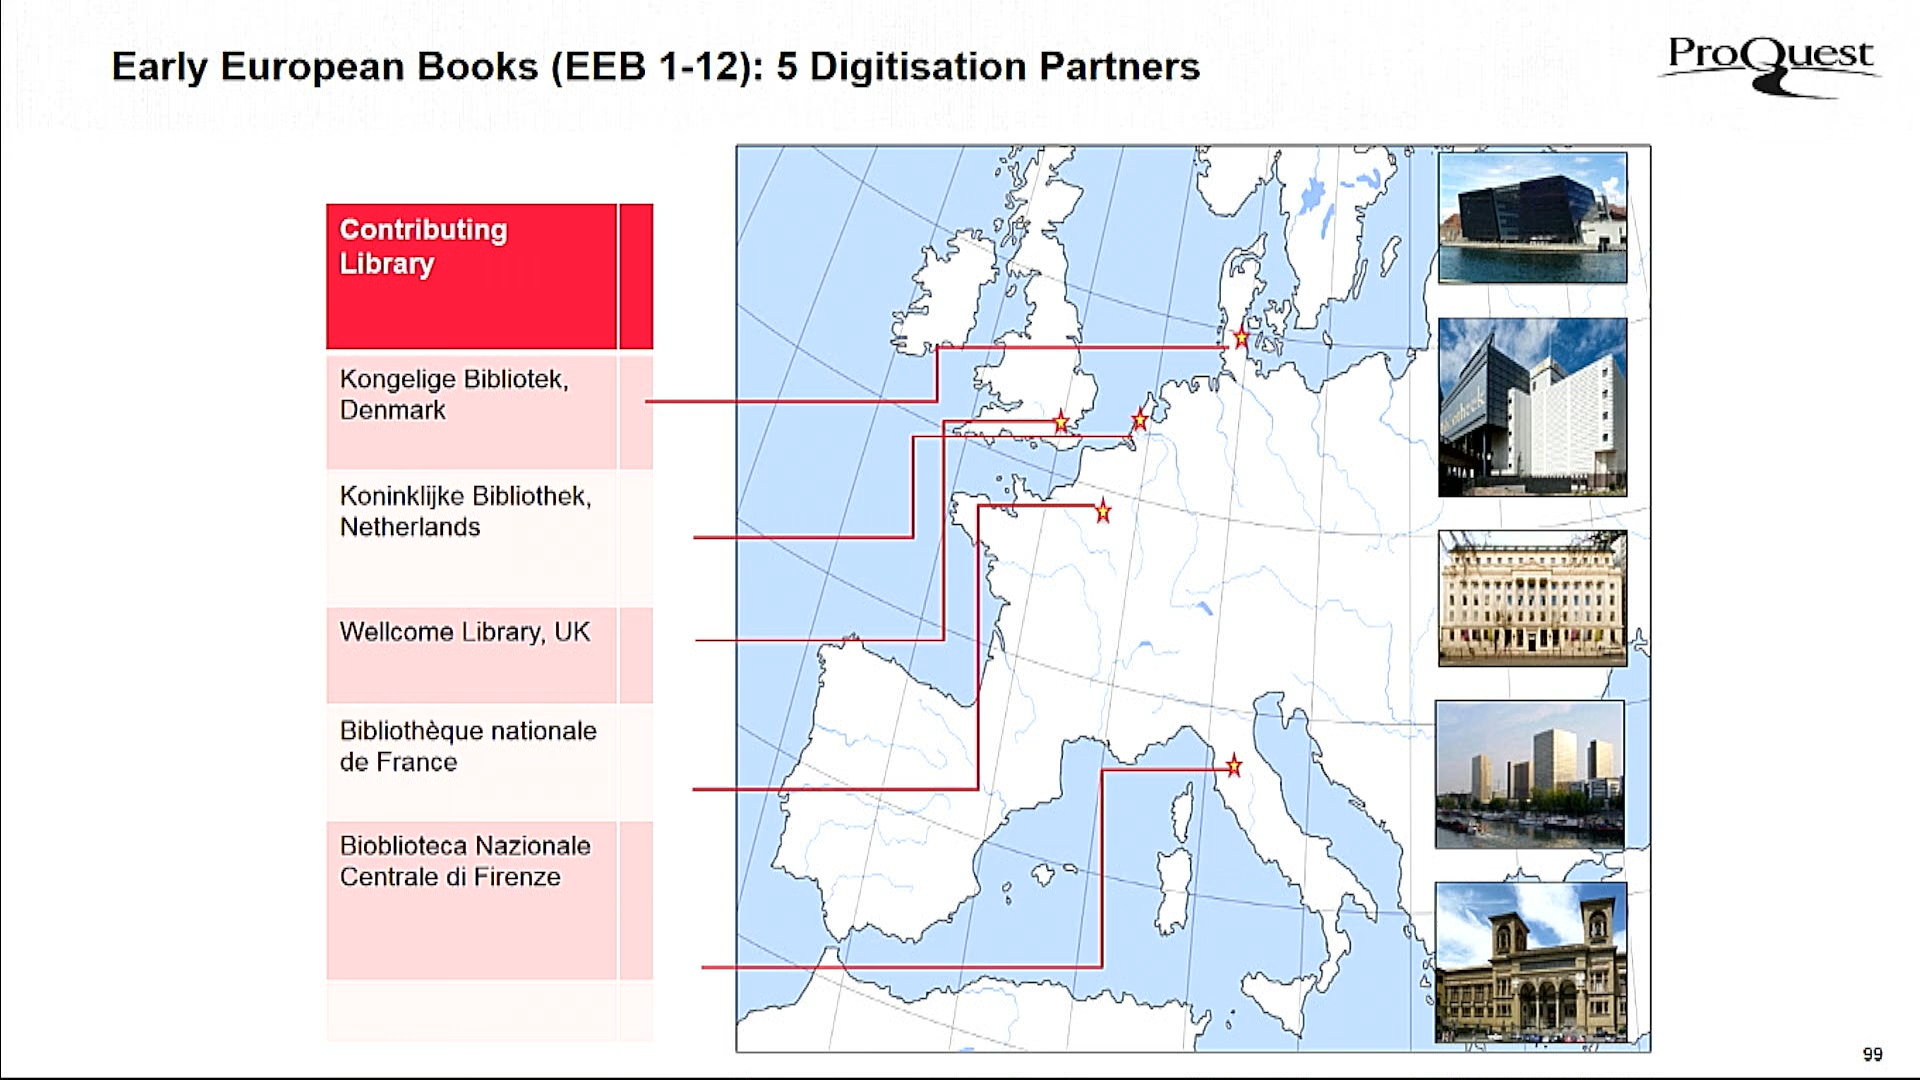 Early European Books (EEB 1-12): 5 Digitisation Partners
ProQuest
Contributing
Library
Kongelige Bibliotek,
Denmark
Koninklijke Bibliothek,
Netherlands
Wellcome Library, UK
Bibliothèque nationale
de France
Bioblioteca Nazionale
Centrale di Firenze
99